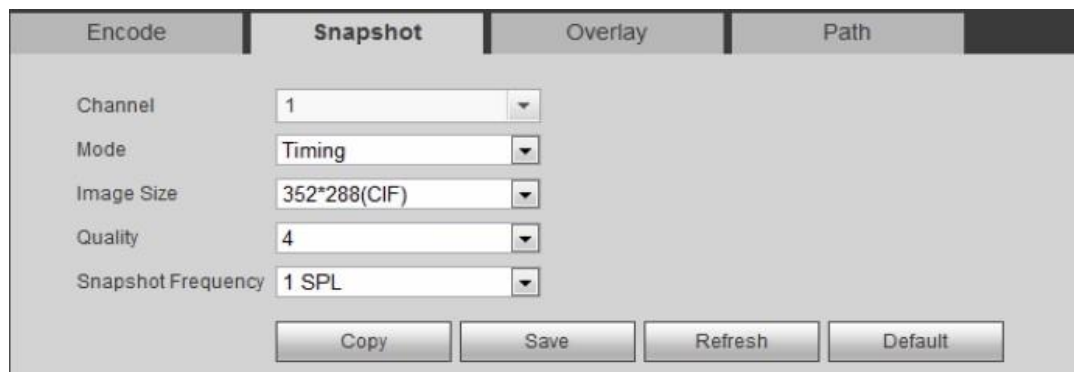 Encode Snapshot Overlay Path
Channel 1
Mode Timing
Image Size 352*288(CIF)
Quality 4
Snapshot Frequency 1 SPL
Copy Save Refresh Default